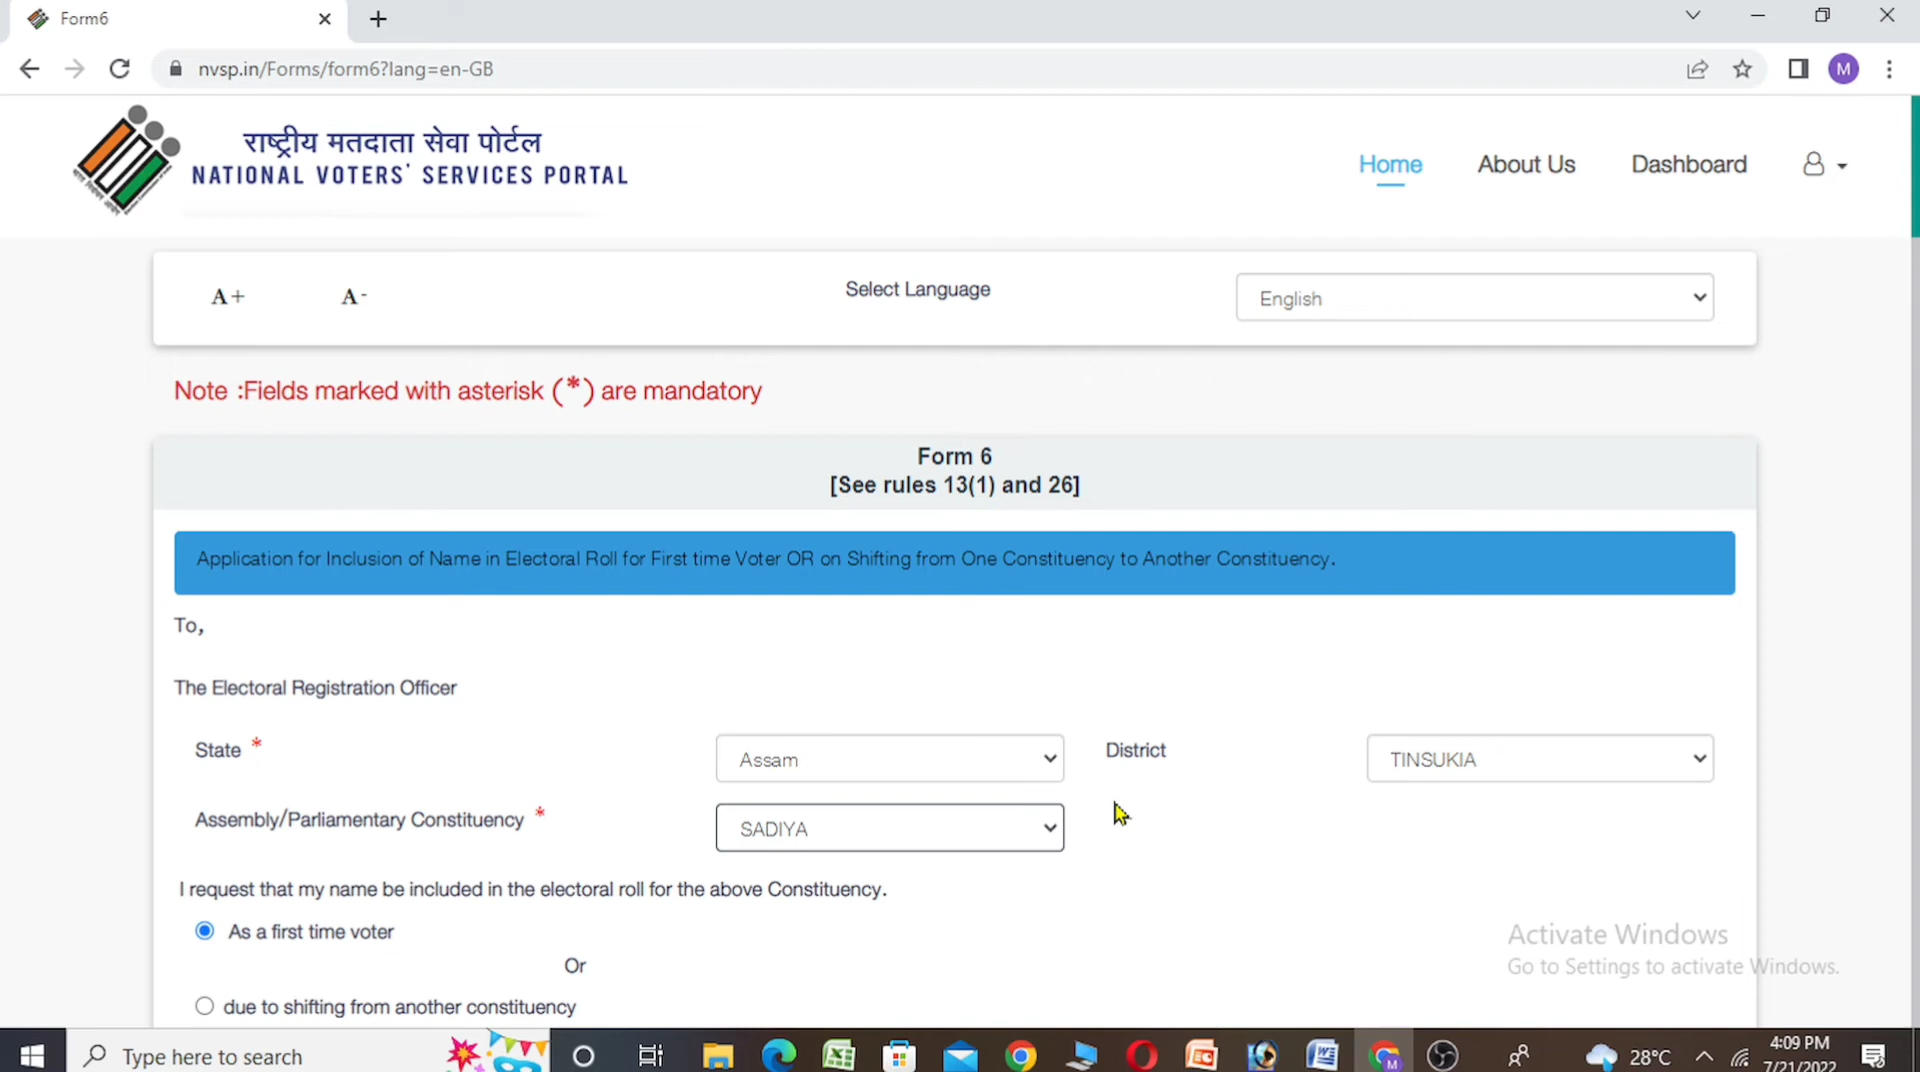 Form6
nvsp.in/Forms/form6?lang=en-GB
M
राष्ट्रीय मतदाता सेवा पोर्टल
NATIONAL VOTERS' SERVICES PORTAL
Home
About Us
Dashboard
A+
A-
Select Language
English
Note :Fields marked with asterisk (*) are mandatory
Form 6
[See rules 13(1) and 26]
Application for Inclusion of Name in Electoral Roll for First time Voter OR on Shifting from One Constituency to Another Constituency.
To,
The Electoral Registration Officer
State *
Assam
District
TINSUKIA
Assembly/Parliamentary Constituency *
SADIYA
I request that my name be included in the electoral roll for the above Constituency.
As a first time voter
Or
due to shifting from another constituency
Activate Windows
Go to Settings to activate Windows.
Type here to search
28°C
4:09 PM
7/21/2022